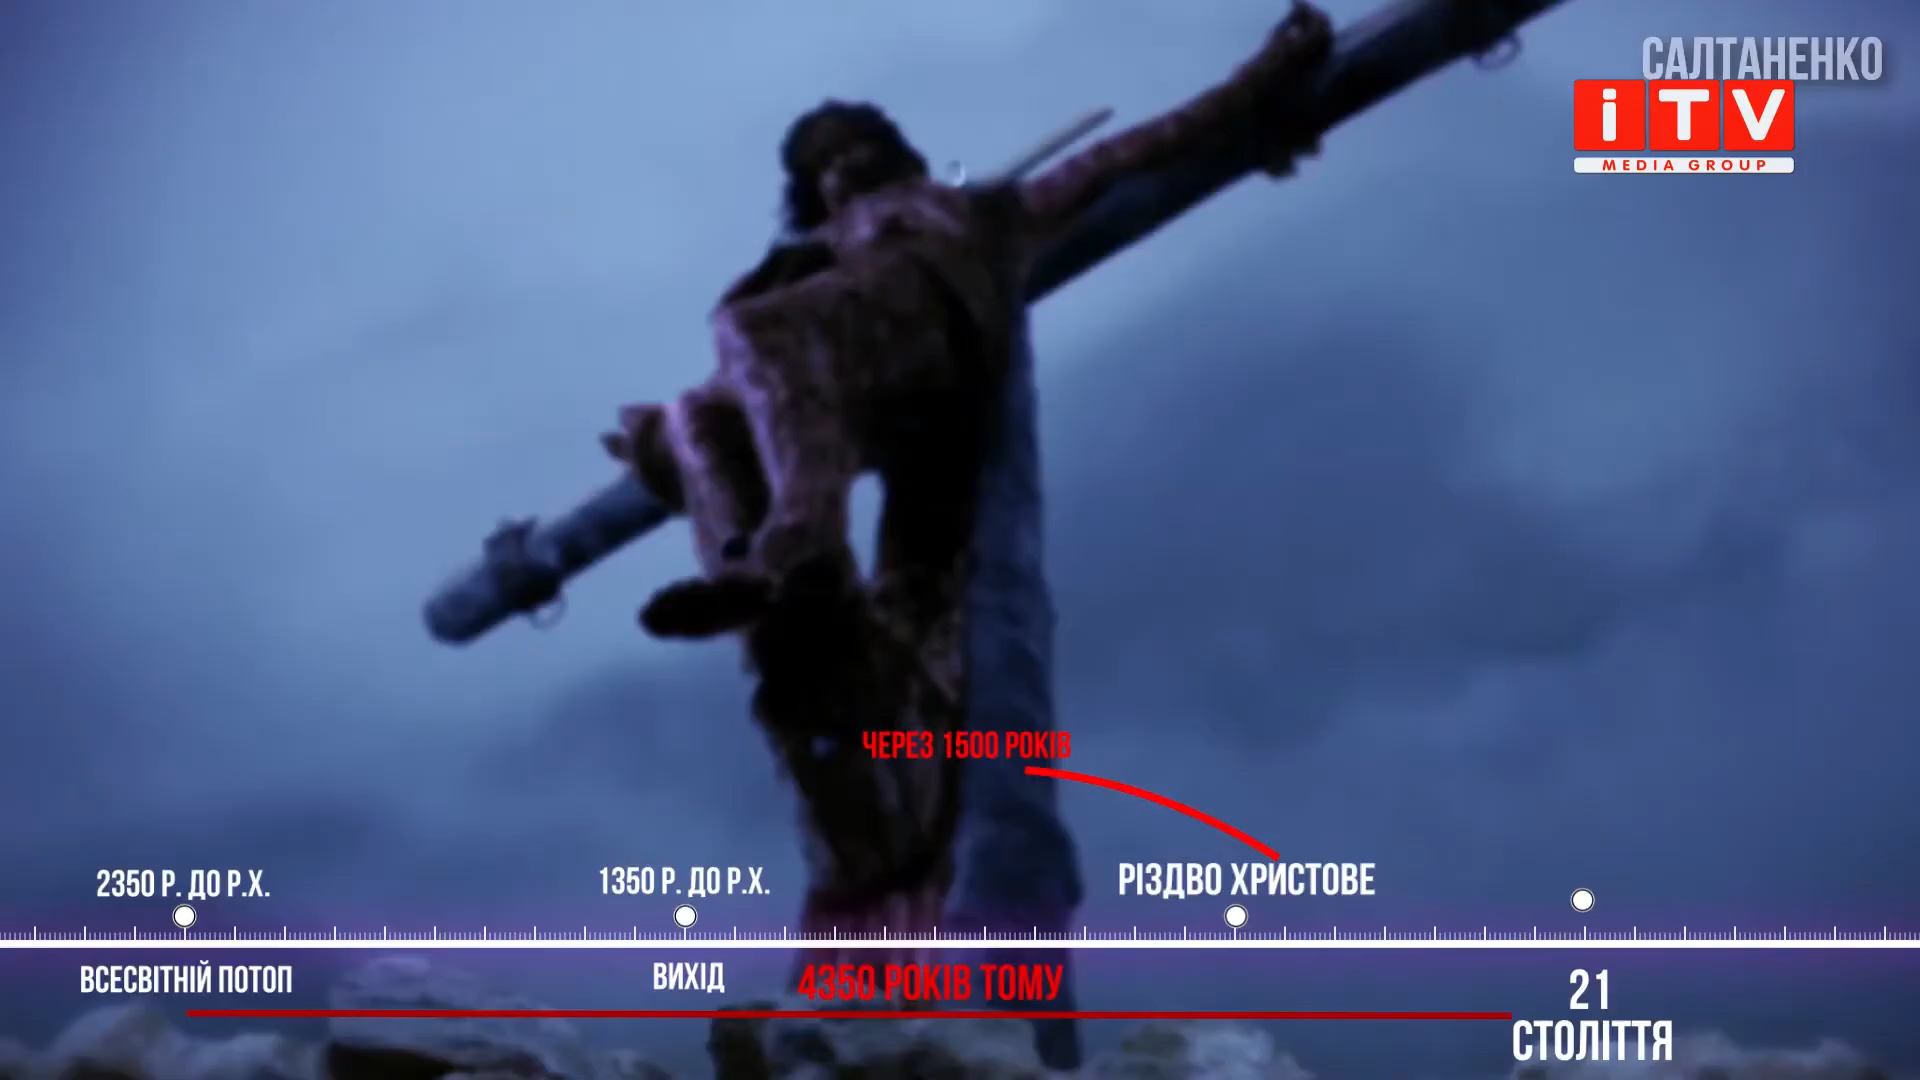 САЛТАНЕНКО
iTV
MEDIA GROUP
ЧЕРЕЗ 1500 РОКІВ
2350 Р. ДО Р.Х.
1350 Р. ДО Р.Х.
РІЗДВО ХРИСТОВЕ
ВСЕСВІТНІЙ ПОТОП
ВИХІД
4350 РОКІВ ТОМУ
21
СТОЛІТТЯ